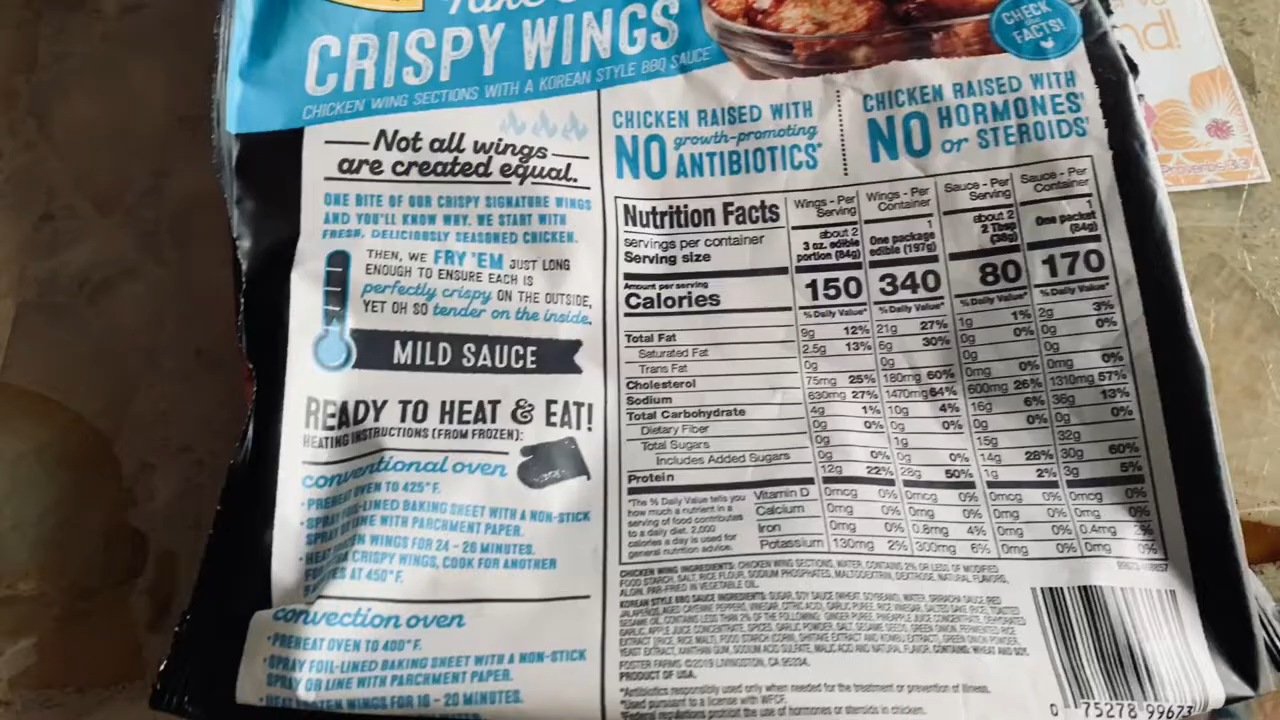 Take
CRISPY WINGS
CHICKEN WING SECTIONS WITH A KOREAN STYLE BBQ SAUCE
CHECK
FACTS!
nd!
Not all wings
are created equal.
ONE BITE OF OUR CRISPY SIGNATURE WINGS
AND YOU'LL KNOW WHY. WE START WITH
FRESH, DELICIOUSLY SEASONED CHICKEN.
THEN, WE FRY 'EM JUST LONG
ENOUGH TO ENSURE EACH IS
perfectly crispy ON THE OUTSIDE,
YET OH SO tender on the inside.
MILD SAUCE
READY TO HEAT & EAT!
HEATING INSTRUCTIONS (FROM FROZEN):
conventional oven
• PREHEAT OVEN TO 425°F.
• SPRAY FOIL-LINED BAKING SHEET WITH A NON-STICK
SPRAY OR LINE WITH PARCHMENT PAPER.
WINGS FOR 24 - 26 MINUTES.
CRISPY WINGS, COOK FOR ANOTHER
AT 450°F.
convection oven
• PREHEAT OVEN TO 400°F.
• SPRAY FOIL-LINED BAKING SHEET WITH A NON-STICK
SPRAY OR LINE WITH PARCHMENT PAPER.
WINGS FOR 16 - 20 MINUTES.
CHICKEN RAISED WITH
NO growth-promoting
ANTIBIOTICS*
CHICKEN RAISED WITH
NO HORMONES†
or STEROIDS†
Nutrition Facts
Wings - Per Serving Wings - Per Container Sauce - Per Serving Sauce - Per Container
servings per container about 2 1 about 2 1
Serving size 3 oz. edible portion (84g) One package edible (197g) 2 Tbsp (38g) One packet (84g)
Amount per serving
Calories 150 340 80 170
% Daily Value* % Daily Value* % Daily Value* % Daily Value*
Total Fat 9g 12% 21g 27% 1g 1% 2g 3%
Saturated Fat 2.5g 13% 6g 30% 0g 0% 0g 0%
Trans Fat 0g 0g 0g 0g
Cholesterol 75mg 25% 180mg 60% 0mg 0% 0mg 0%
Sodium 630mg 27% 1470mg 64% 600mg 26% 1310mg 57%
Total Carbohydrate 4g 1% 10g 4% 16g 6% 36g 13%
Dietary Fiber 0g 0% 0g 0% 0g 0% 0g 0%
Total Sugars 0g 1g 15g 32g
Includes Added Sugars 0g 0% 0g 0% 14g 28% 30g 60%
Protein 12g 22% 28g 50% 1g 2% 3g 5%
Vitamin D 0mcg 0% 0mcg 0% 0mcg 0% 0mcg 0%
Calcium 0mg 0% 0mg 0% 0mg 0% 0mg 0%
Iron 0mg 0% 0.8mg 4% 0mg 0% 0.4mg 2%
Potassium 130mg 2% 300mg 6% 0mg 0% 0mg 0%
*The % Daily Value tells you
how much a nutrient in a
serving of food contributes
to a daily diet. 2,000
calories a day is used for
general nutrition advice.
CHICKEN WING INGREDIENTS: CHICKEN WING SECTIONS, WATER, CONTAINS 2% OR LESS OF MODIFIED
FOOD STARCH, SALT, RICE FLOUR, SODIUM PHOSPHATES, MALTODEXTRIN, DEXTROSE, NATURAL FLAVORS,
ALGIN. PAR-FRIED IN VEGETABLE OIL.
KOREAN STYLE BBQ SAUCE INGREDIENTS: SUGAR, SOY SAUCE (WHEAT, SOYBEANS), WATER, SRIRACHA SAUCE (RED
JALAPENOS, AGED CAYENNE PEPPERS, VINEGAR, CITRIC ACID), GARLIC PUREE, RICE VINEGAR, SALTED SAKE (RICE), TOASTED
SESAME OIL. CONTAINS LESS THAN 2% OF THE FOLLOWING: GINGER PUREE, PINEAPPLE JUICE CONCENTRATE, DEHYDRATED
GARLIC, APPLE JUICE CONCENTRATE, SPICES, GARLIC POWDER, SALT, SESAME SEEDS, GREEN ONION,
EXTRACT (RICE, RICE MALT), FOOD STARCH (CORN), SHIITAKE EXTRACT AND KOMBU EXTRACT), GREEN ONION POWDER,
YEAST EXTRACT, XANTHAN GUM, SODIUM ACID SULFATE, MALIC ACID AND NATURAL FLAVOR. CONTAINS: WHEAT AND SOY.
FOSTER FARMS ©2019 LIVINGSTON, CA 95334.
PRODUCT OF USA.
*Antibiotics responsibly used only when needed for the treatment or prevention of illness.
*Used pursuant to a license with WFCF.
†Federal regulations prohibit the use of hormones or steroids in chicken.
0 75278 99673